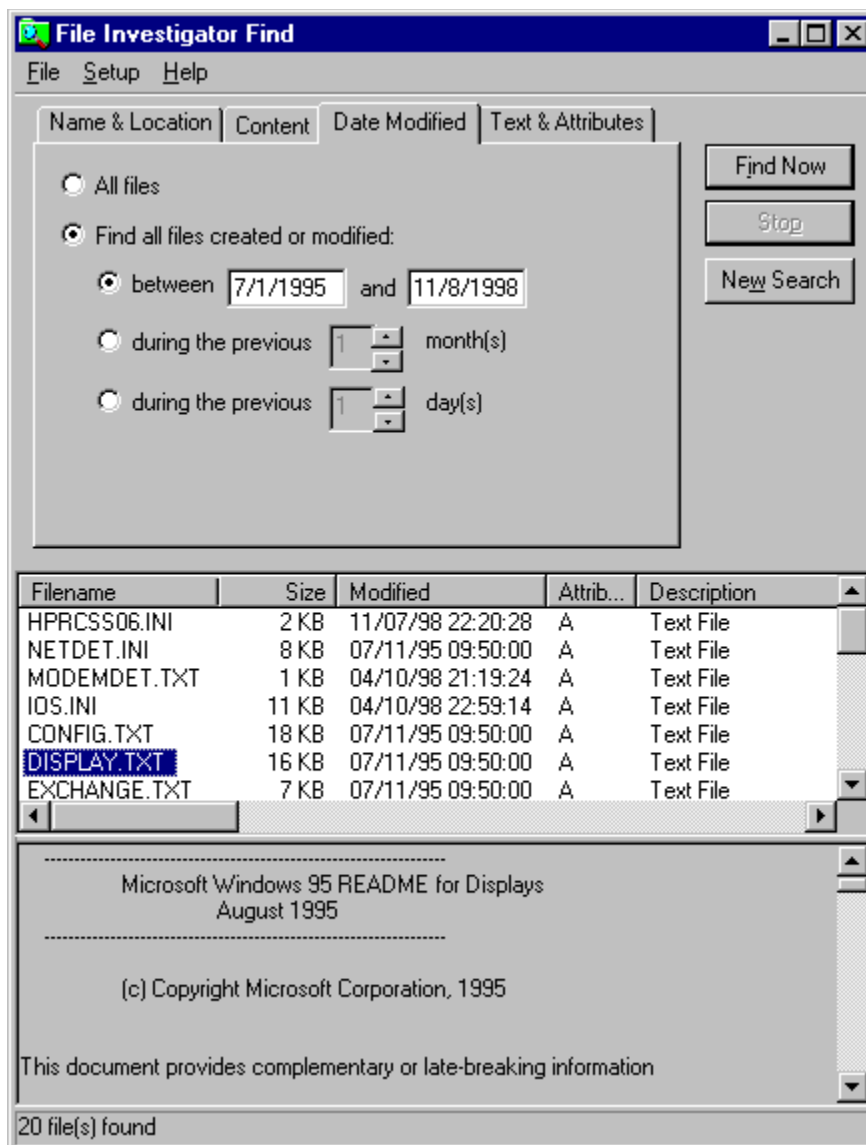 File Investigator Find
File Setup Help
Name & Location Content Date Modified Text & Attributes
All files
Find all files created or modified:
between 7/1/1995 and 11/8/1998
during the previous 1 month(s)
during the previous 1 day(s)
Find Now
Stop
New Search
Filename Size Modified Attrib... Description
HPRCSS06.INI 2 KB 11/07/98 22:20:28 A Text File
NETDET.INI 8 KB 07/11/95 09:50:00 A Text File
MODEMDET.TXT 1 KB 04/10/98 21:19:24 A Text File
IOS.INI 11 KB 04/10/98 22:59:14 A Text File
CONFIG.TXT 18 KB 07/11/95 09:50:00 A Text File
DISPLAY.TXT 16 KB 07/11/95 09:50:00 A Text File
EXCHANGE.TXT 7 KB 07/11/95 09:50:00 A Text File
-------------------------------------------------------------------
Microsoft Windows 95 README for Displays
August 1995
-------------------------------------------------------------------
(c) Copyright Microsoft Corporation, 1995
This document provides complementary or late-breaking information
20 file(s) found